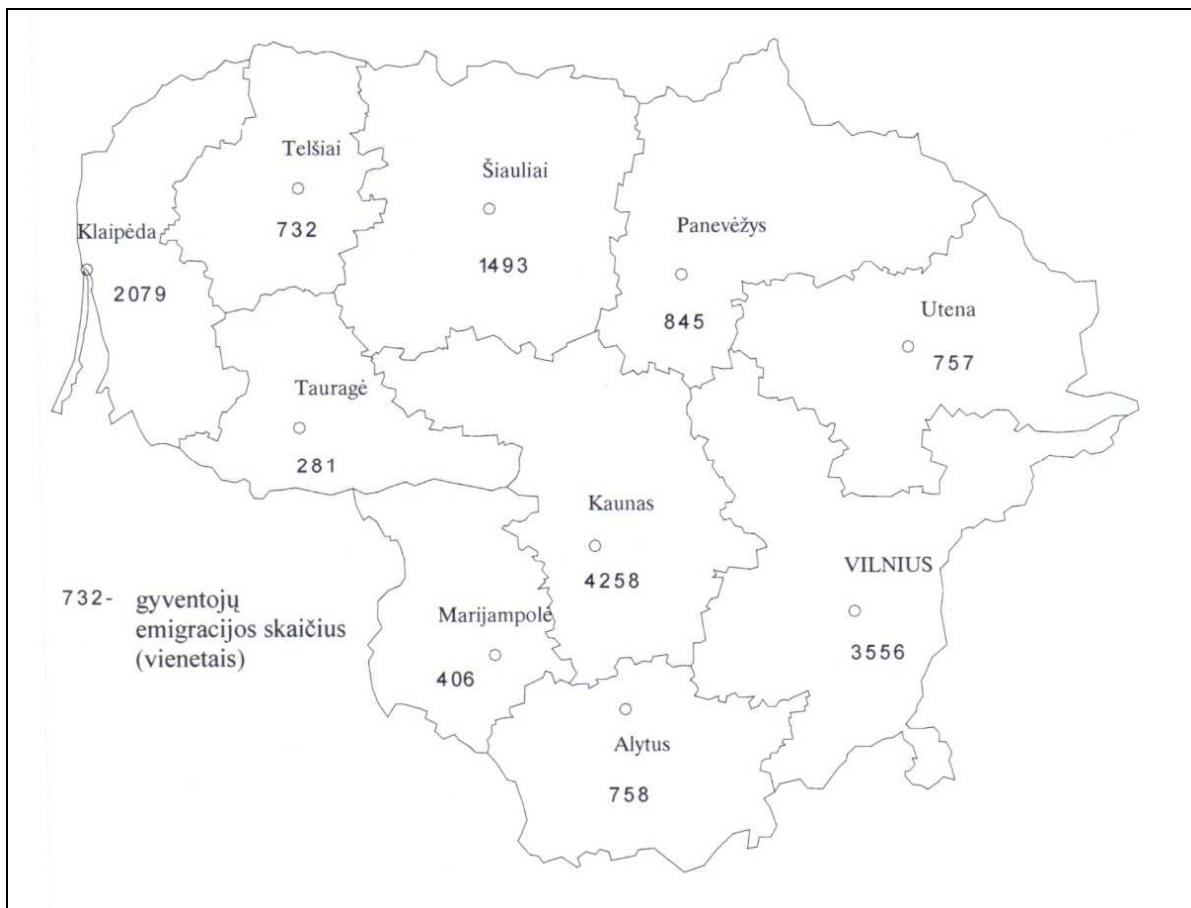 Telšiai
732
Šiauliai
1493
Klaipėda
2079
Panevėžys
845
Utena
757
Tauragė
281
Kaunas
4258
VILNIUS
3556
Marijampolė
406
Alytus
758
732- gyventojų
emigracijos skaičius
(vienetais)